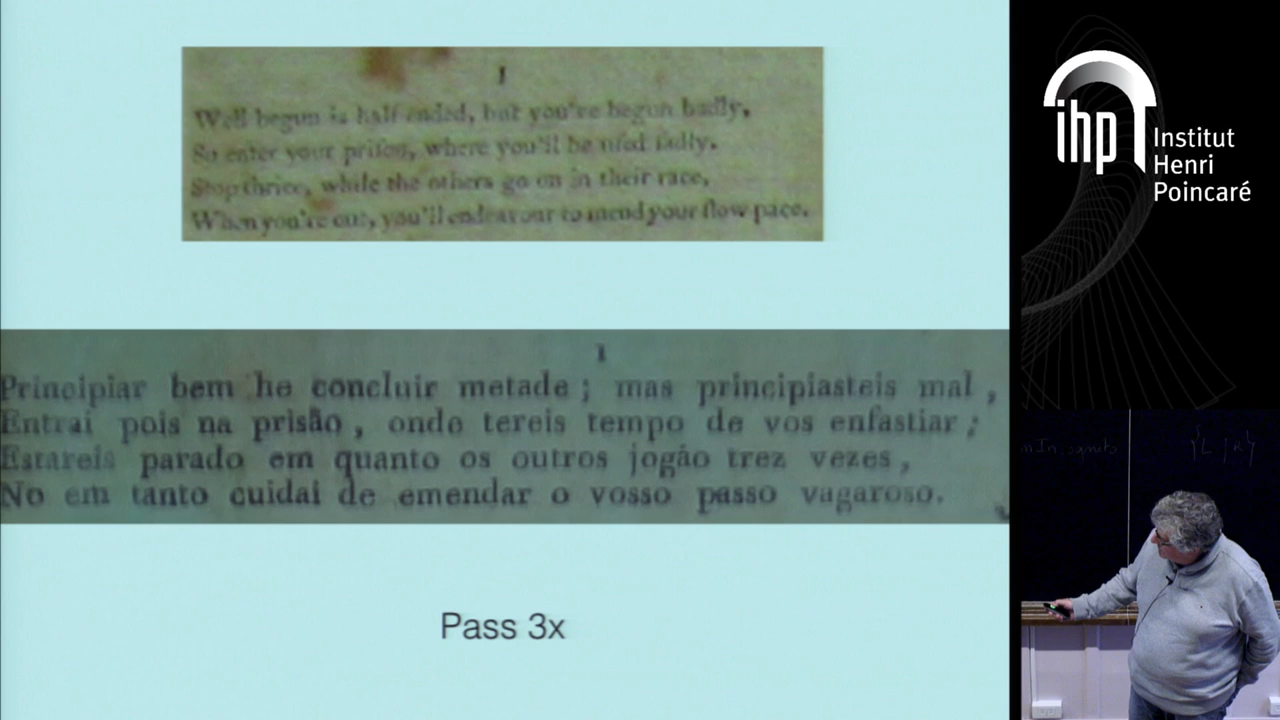 I
Well begun is half ended, but you've begun badly,
So enter your priſon, where you'll be uſed ſadly.
Stop thrice, while the others go on in their race,
When you're out, you'll endeavour to mend your ſlow pace.
1
Principiar bem he concluir metade ; mas principiasteis mal ,
Entrai pois na prisão , onde tereis tempo de vos enfastiar ;
Estareis parado em quanto os outros jogão trez vezes ,
No em tanto cuidai de emendar o vosso passo vagaroso.
Pass 3x
ihp
Institut
Henri
Poincaré